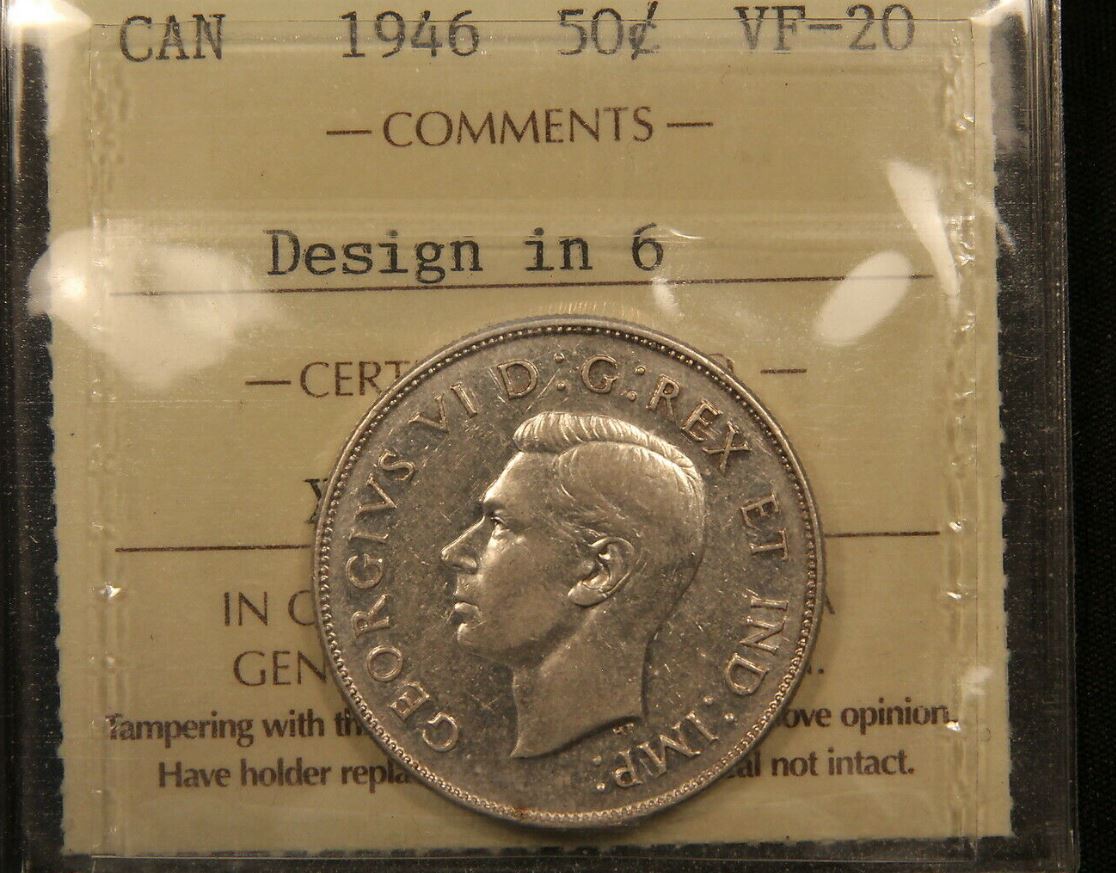 CAN 1946 50¢ VF-20
— COMMENTS —
Design in 6
— CERT
IN C
GEN
Tampering with th ove opinion.
Have holder repla al not intact.
GEORGIVS VI D:G:REX ET IND:IMP: